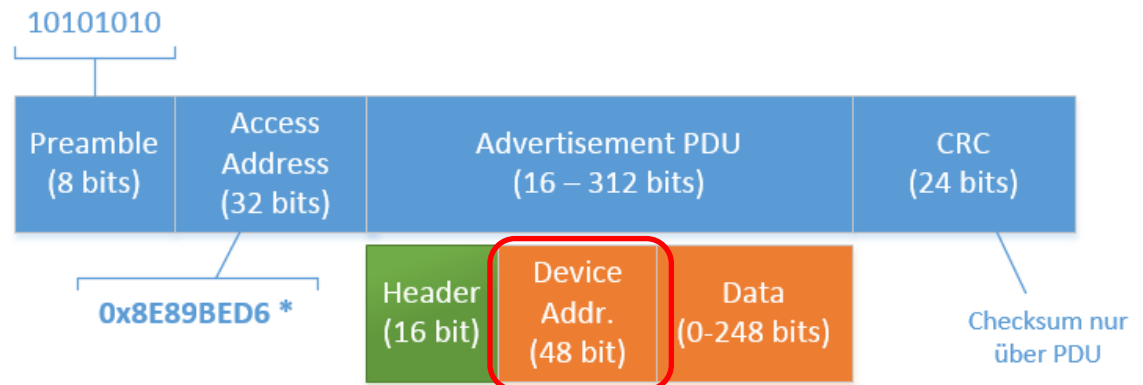 10101010
Preamble
(8 bits)
Access
Address
(32 bits)
Advertisement PDU
(16 – 312 bits)
CRC
(24 bits)
0x8E89BED6 *
Header
(16 bit)
Device
Addr.
(48 bit)
Data
(0-248 bits)
Checksum nur
über PDU